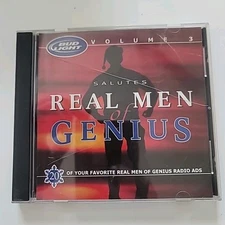 BUD
LIGHT
VOLUME 3
SALUTES
REAL MEN
of
GENIUS
20 OF YOUR FAVORITE REAL MEN OF GENIUS RADIO ADS